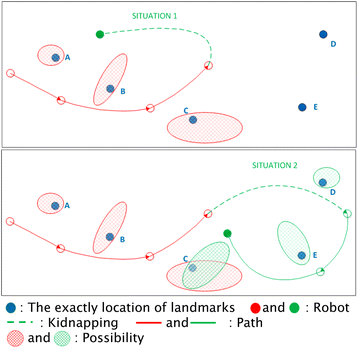 SITUATION 1
A
B
C
D
E
SITUATION 2
A
B
C
D
E
: The exactly location of landmarks
and : Robot
: Kidnapping
and : Path
and : Possibility